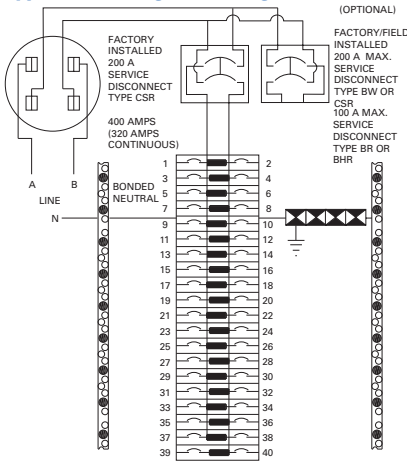 (OPTIONAL)
FACTORY
INSTALLED
200 A
SERVICE
DISCONNECT
TYPE CSR
400 AMPS
(320 AMPS
CONTINUOUS)
FACTORY/FIELD
INSTALLED
200 A MAX.
SERVICE
DISCONNECT
TYPE BW OR
CSR
100 A MAX.
SERVICE
DISCONNECT
TYPE BR OR
BHR
A B
LINE
N
BONDED
NEUTRAL
1 2
3 4
5 6
7 8
9 10
11 12
13 14
15 16
17 18
19 20
21 22
23 24
25 26
27 28
29 30
31 32
33 34
35 36
37 38
39 40